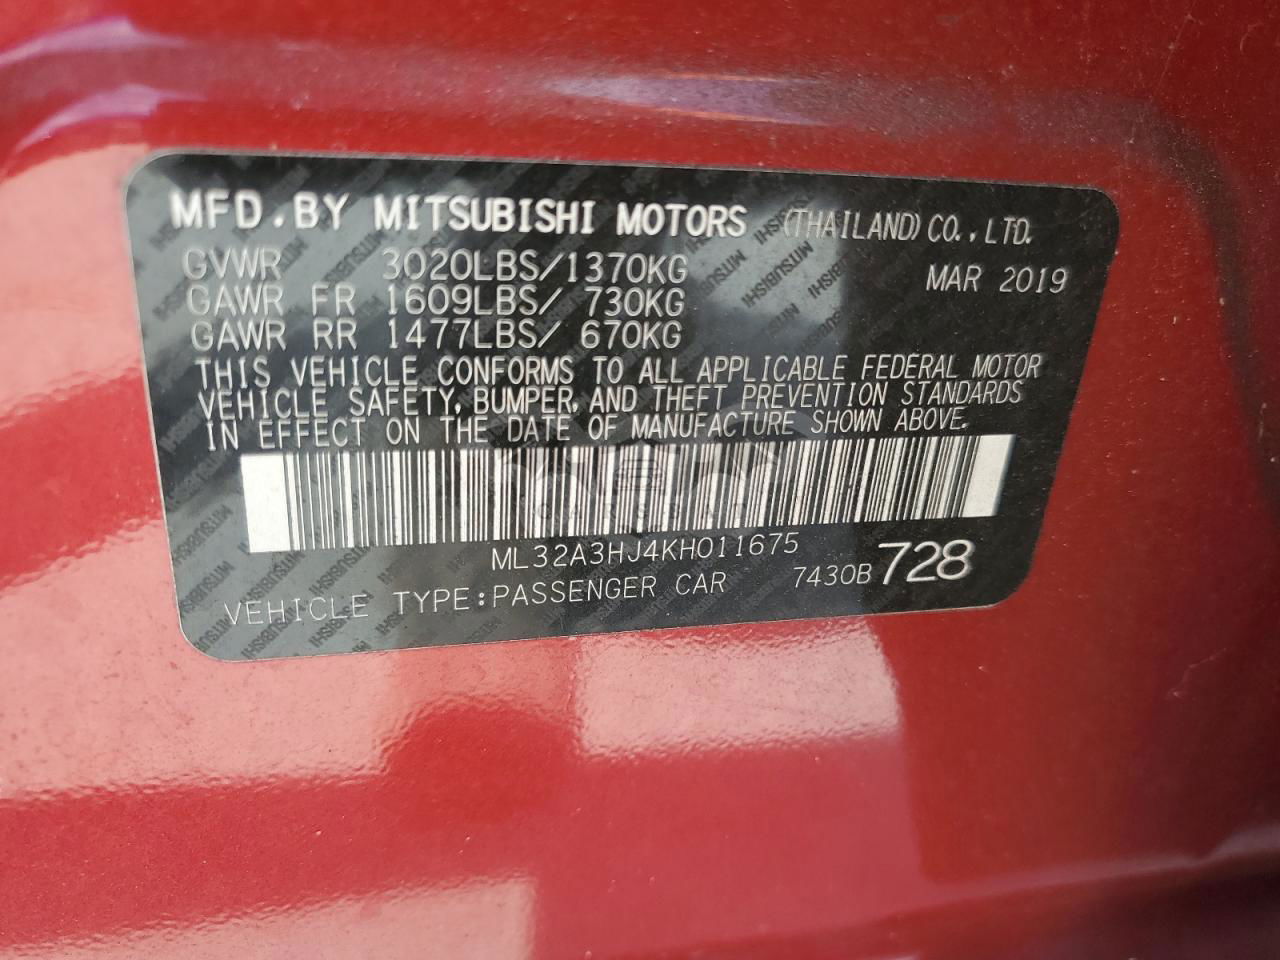 MFD.BY MITSUBISHI MOTORS (THAILAND) CO., LTD.
GVWR 3020LBS/1370KG MAR 2019
GAWR FR 1609LBS/ 730KG
GAWR RR 1477LBS/ 670KG
THIS VEHICLE CONFORMS TO ALL APPLICABLE FEDERAL MOTOR
VEHICLE SAFETY, BUMPER, AND THEFT PREVENTION STANDARDS
IN EFFECT ON THE DATE OF MANUFACTURE SHOWN ABOVE.
ML32A3HJ4KH011675
VEHICLE TYPE:PASSENGER CAR 7430B 728